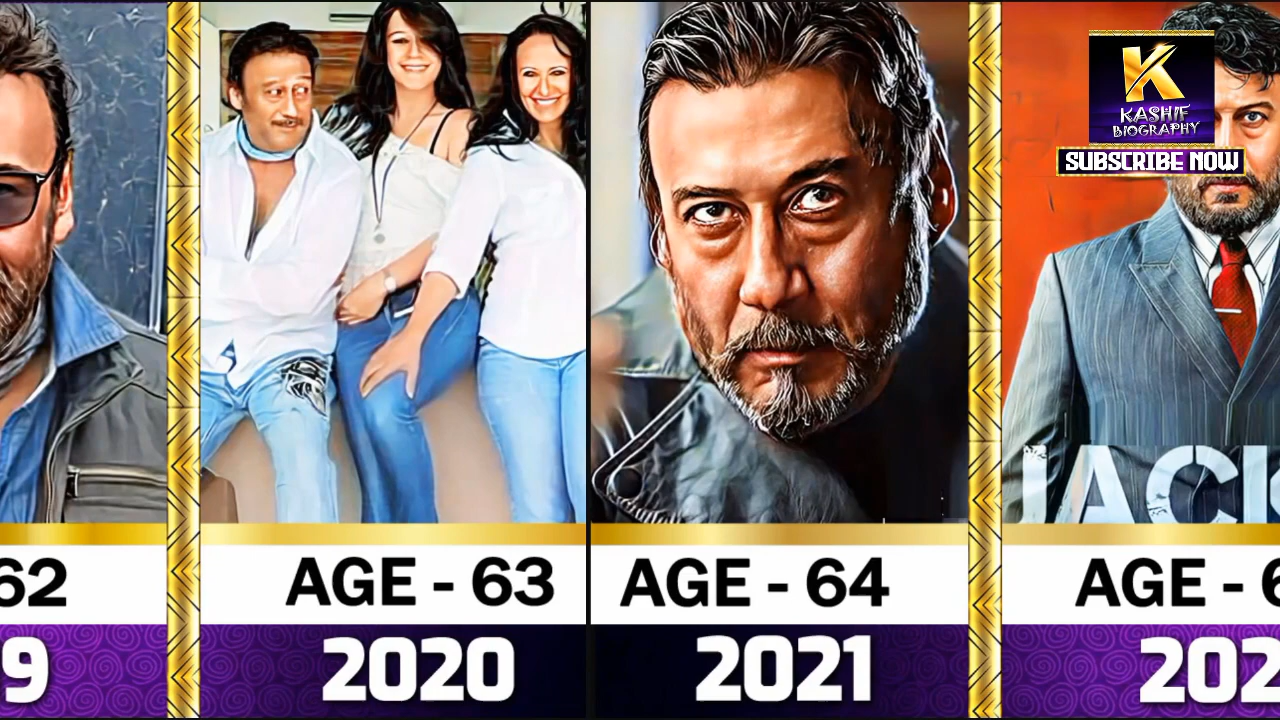 K
KASHIF
BIOGRAPHY
SUBSCRIBE NOW
JACK
62
AGE - 63
AGE - 64
AGE - 6
9
2020
2021
202